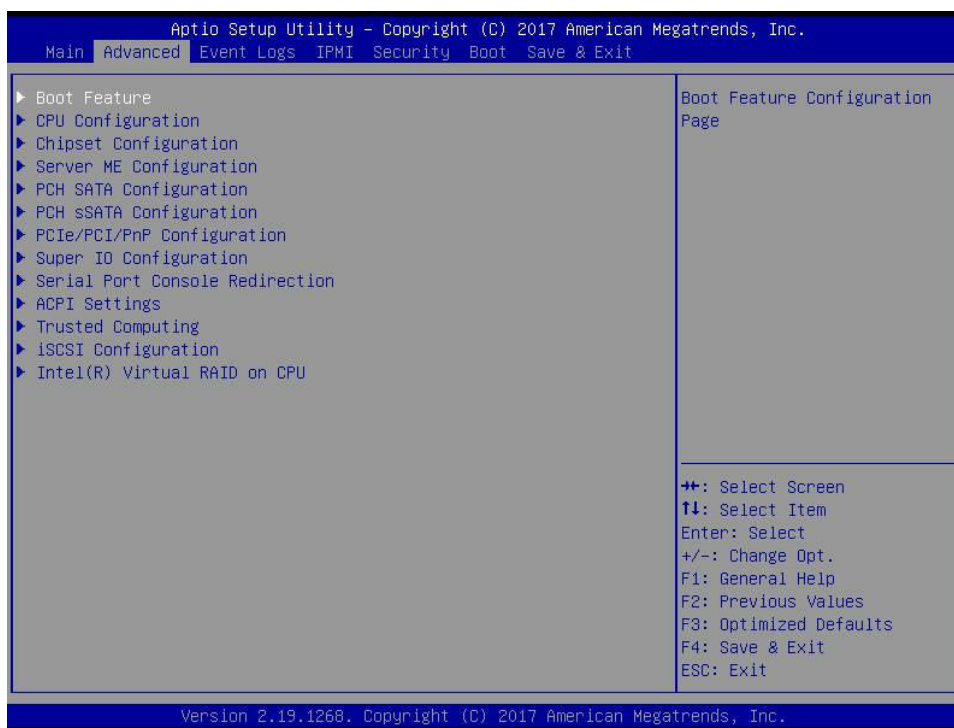 Aptio Setup Utility – Copyright (C) 2017 American Megatrends, Inc.
Main Advanced Event Logs IPMI Security Boot Save & Exit
▶ Boot Feature
▶ CPU Configuration
▶ Chipset Configuration
▶ Server ME Configuration
▶ PCH SATA Configuration
▶ PCH sSATA Configuration
▶ PCIe/PCI/PnP Configuration
▶ Super IO Configuration
▶ Serial Port Console Redirection
▶ ACPI Settings
▶ Trusted Computing
▶ iSCSI Configuration
▶ Intel(R) Virtual RAID on CPU
Boot Feature Configuration
Page
→←: Select Screen
↑↓: Select Item
Enter: Select
+/-: Change Opt.
F1: General Help
F2: Previous Values
F3: Optimized Defaults
F4: Save & Exit
ESC: Exit
Version 2.19.1268. Copyright (C) 2017 American Megatrends, Inc.